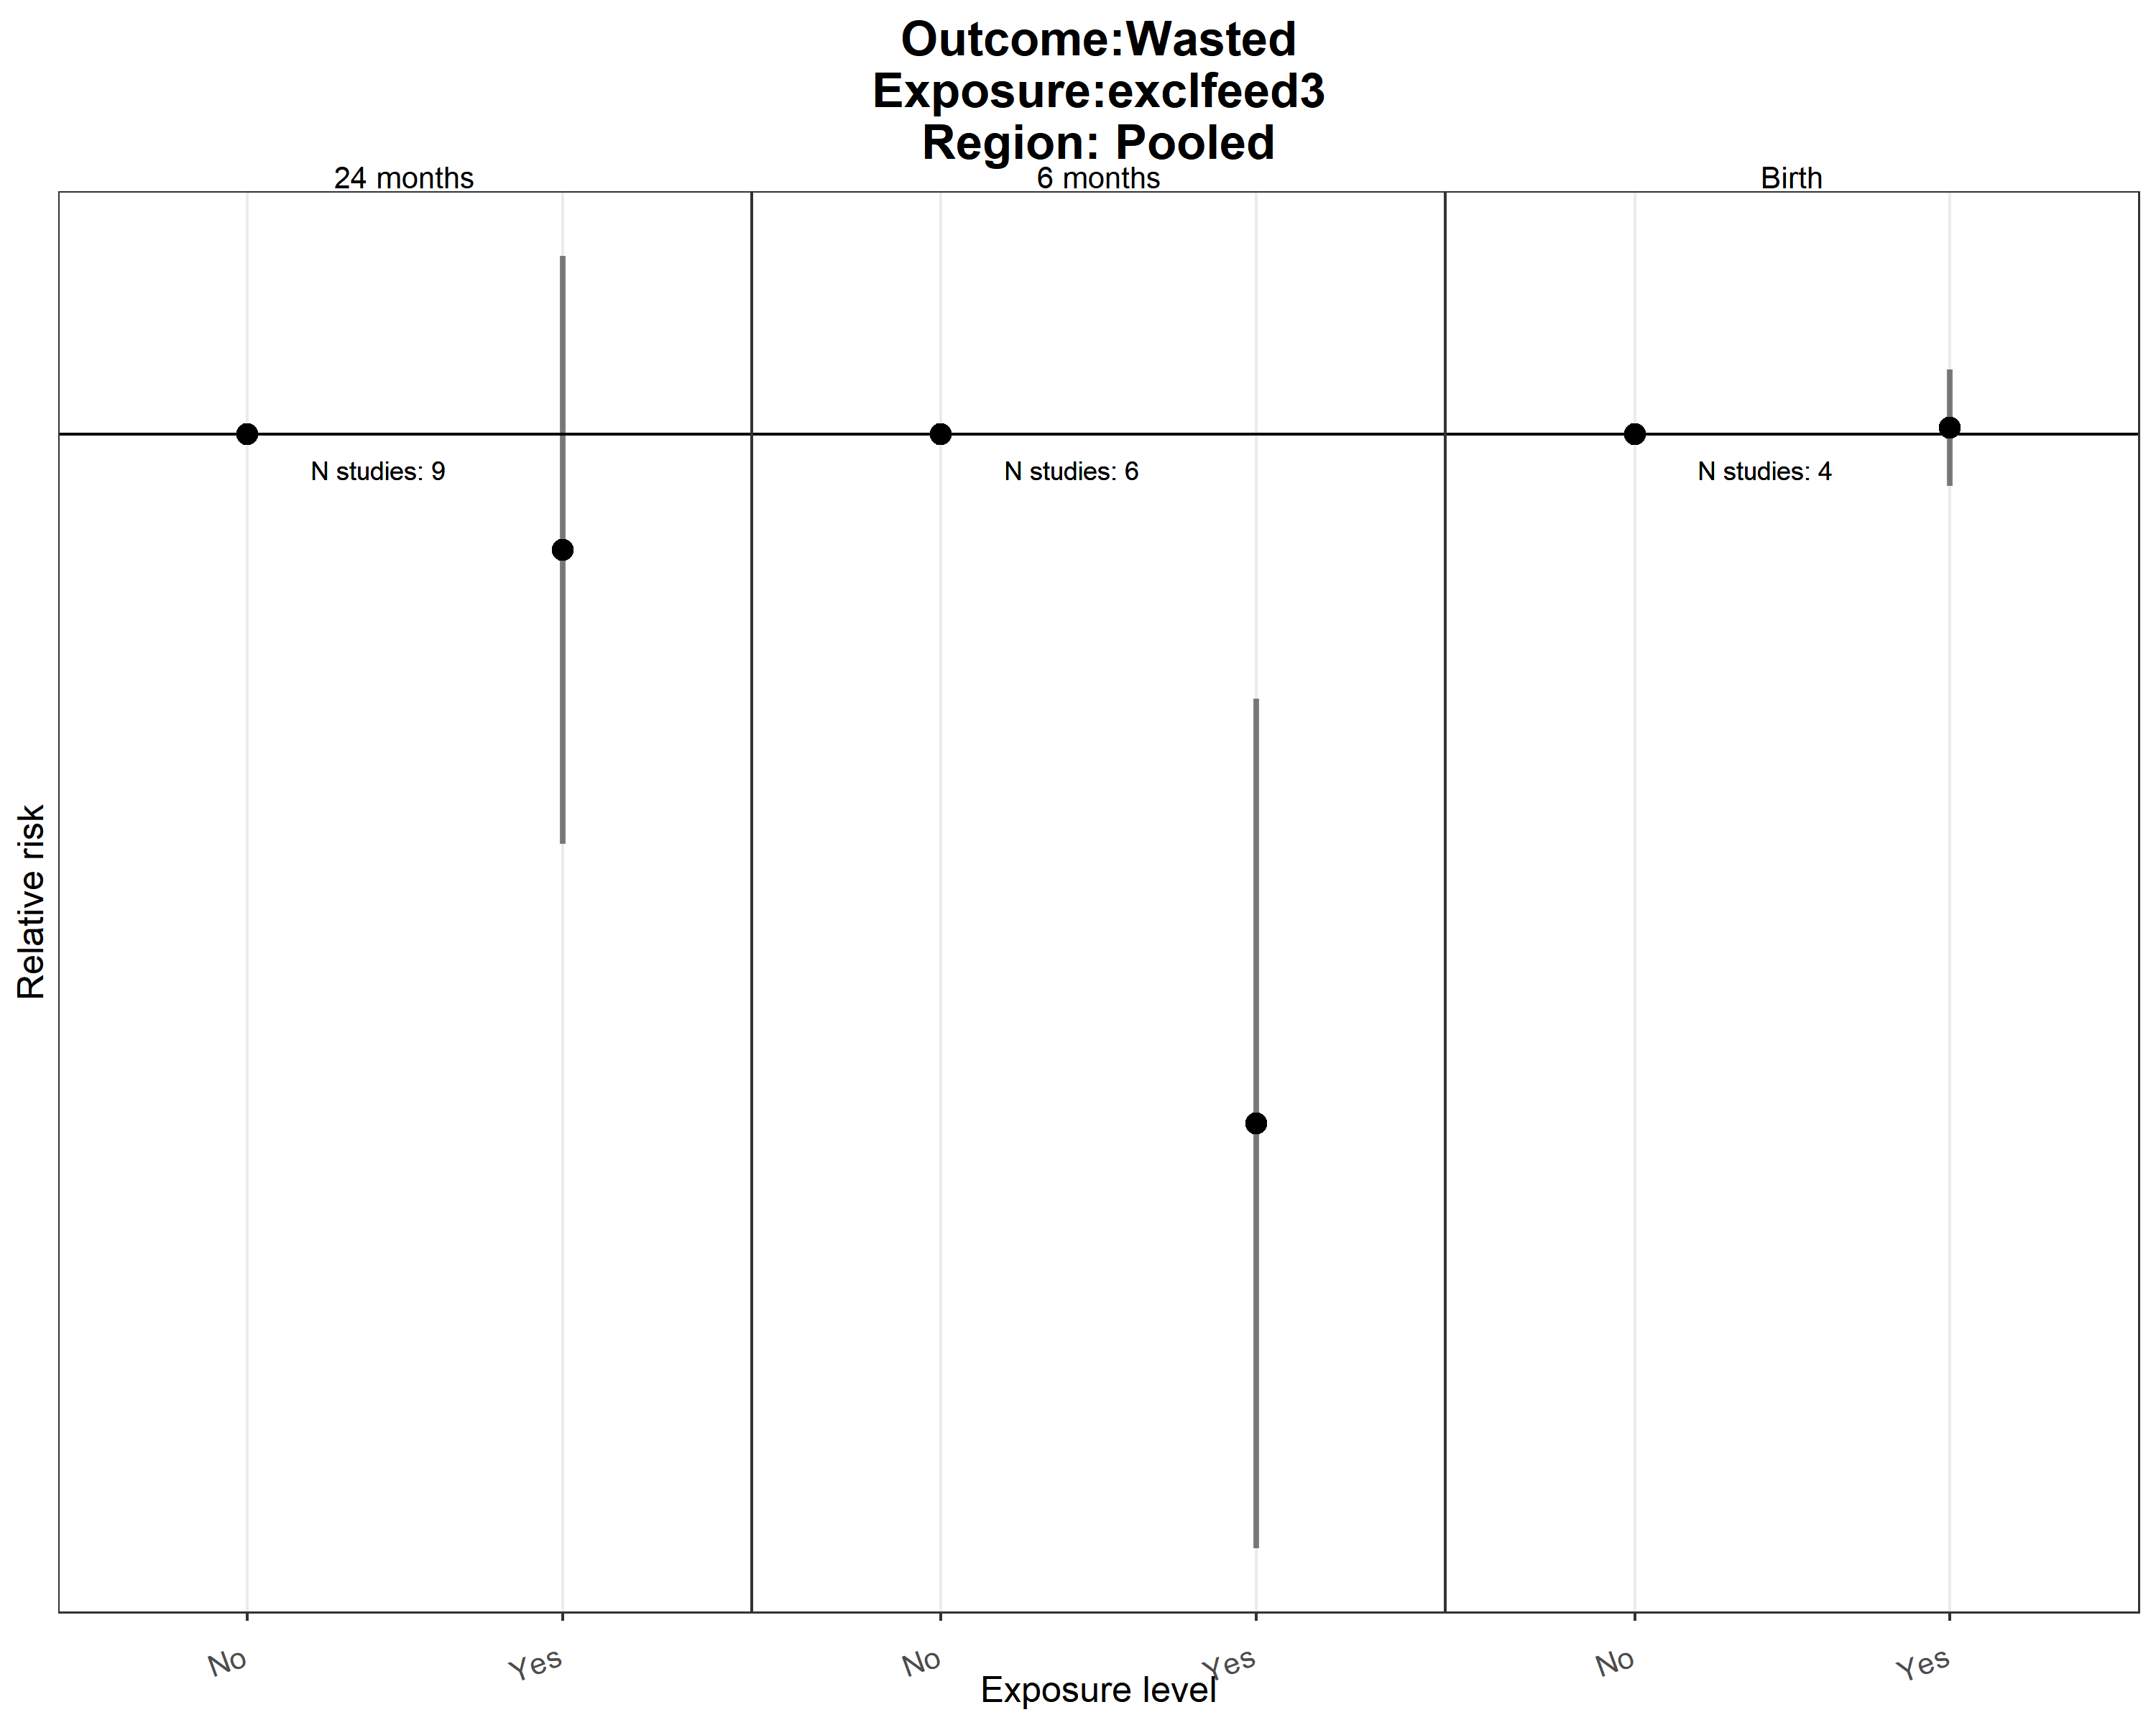 Outcome:Wasted
Exposure:exclfeed3
Region: Pooled
24 months
6 months
Birth
N studies: 9
N studies: 6
N studies: 4
Relative risk
No
Yes
No
Yes
No
Yes
Exposure level